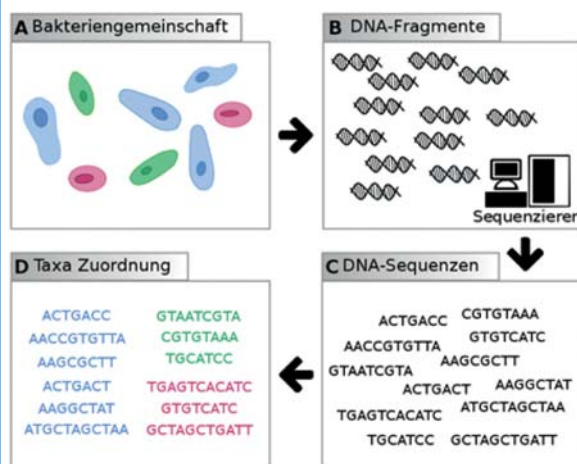 A Bakteriengemeinschaft
B DNA-Fragmente
Sequenzieren
D Taxa Zuordnung
ACTGACC
AACCGTGTTA
AAGCGCTT
ACTGACT
AAGGCTAT
ATGCTAGCTAA
GTAATCGTA
CGTGTAAA
TGCATCC
TGAGTCACATC
GTGTCATC
GCTAGCTGATT
C DNA-Sequenzen
ACTGACC CGTGTAAA
AACCGTGTTA GTGTCATC
GTAATCGTA AAGCGCTT
ACTGACT AAGGCTAT
TGAGTCACATC ATGCTAGCTAA
TGCATCC GCTAGCTGATT